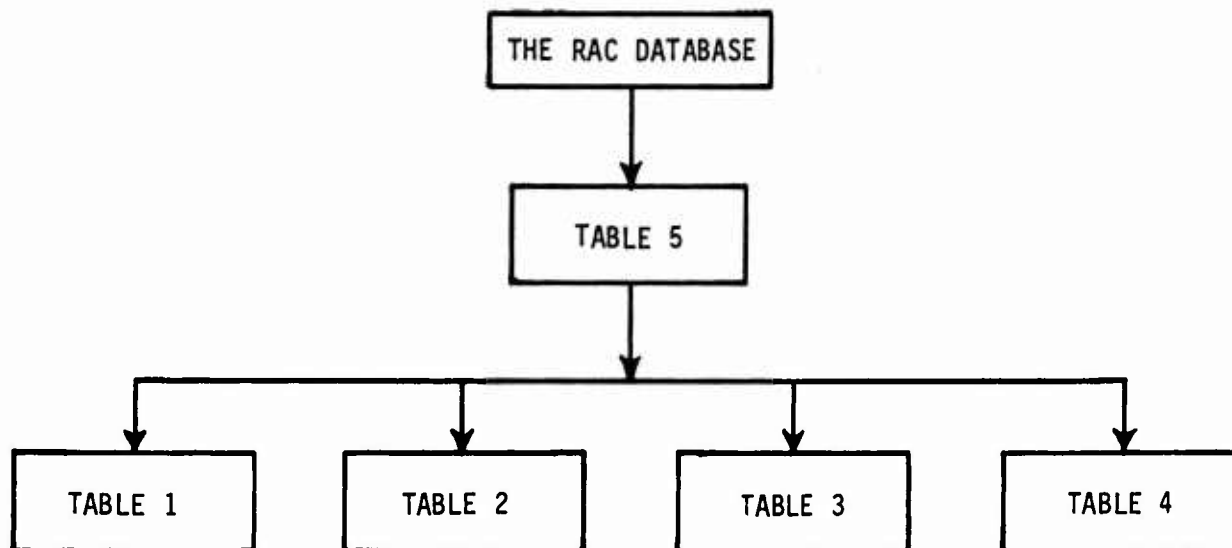 THE RAC DATABASE
TABLE 5
TABLE 1
TABLE 2
TABLE 3
TABLE 4